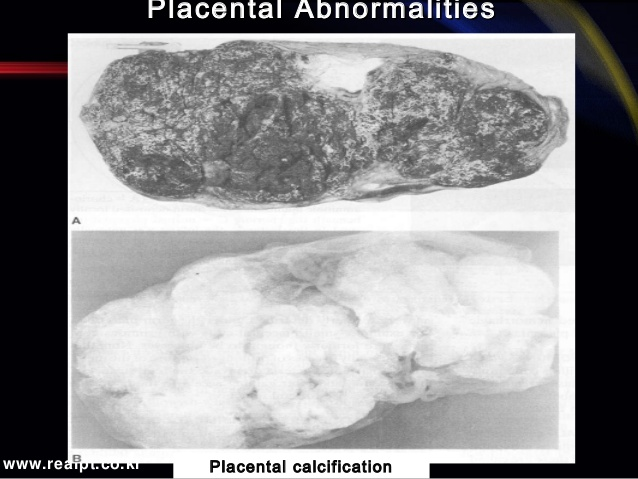 Placental Abnormalities
A
B
www.realpt.co.kr
Placental calcification